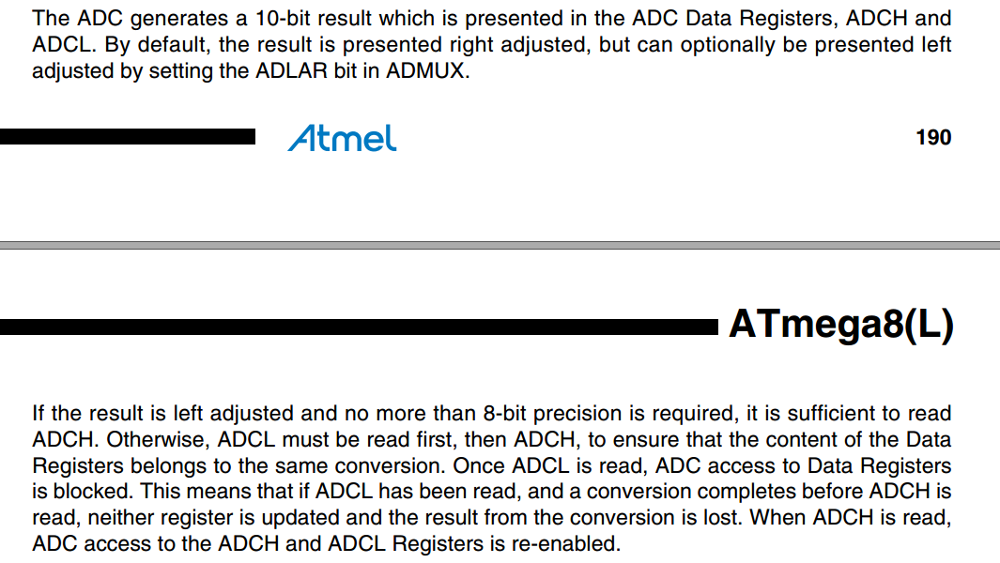 The ADC generates a 10-bit result which is presented in the ADC Data Registers, ADCH and
ADCL. By default, the result is presented right adjusted, but can optionally be presented left
adjusted by setting the ADLAR bit in ADMUX.
Atmel
190
ATmega8(L)
If the result is left adjusted and no more than 8-bit precision is required, it is sufficient to read
ADCH. Otherwise, ADCL must be read first, then ADCH, to ensure that the content of the Data
Registers belongs to the same conversion. Once ADCL is read, ADC access to Data Registers
is blocked. This means that if ADCL has been read, and a conversion completes before ADCH is
read, neither register is updated and the result from the conversion is lost. When ADCH is read,
ADC access to the ADCH and ADCL Registers is re-enabled.